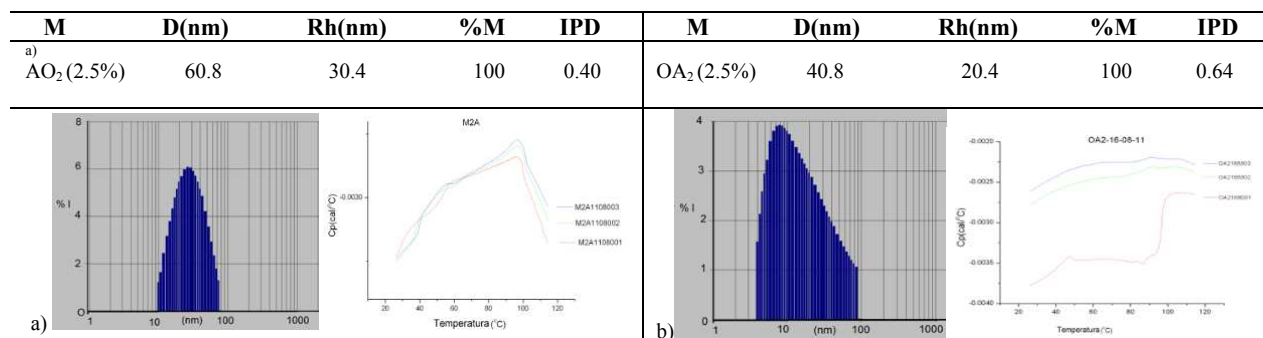 M D(nm) Rh(nm) %M IPD M D(nm) Rh(nm) %M IPD
a)
AO2 (2.5%) 60.8 30.4 100 0.40 OA2 (2.5%) 40.8 20.4 100 0.64
8
6
% I
4
2
0
1 10 (nm) 100 1000
a)
M2A
Cp(cal/°C)
-0.0030
M2A1108003
M2A1108002
M2A1108001
20 40 60 80 100 120
Temperatura (°C)
4
3
% I
2
1
0
1 10 (nm) 100 1000
b)
OA2-16-08-11
-0.0020
-0.0025
-0.0030
-0.0035
-0.0040
Cp(cal/°C)
20 40 60 80 100 120
Temperatura (°C)